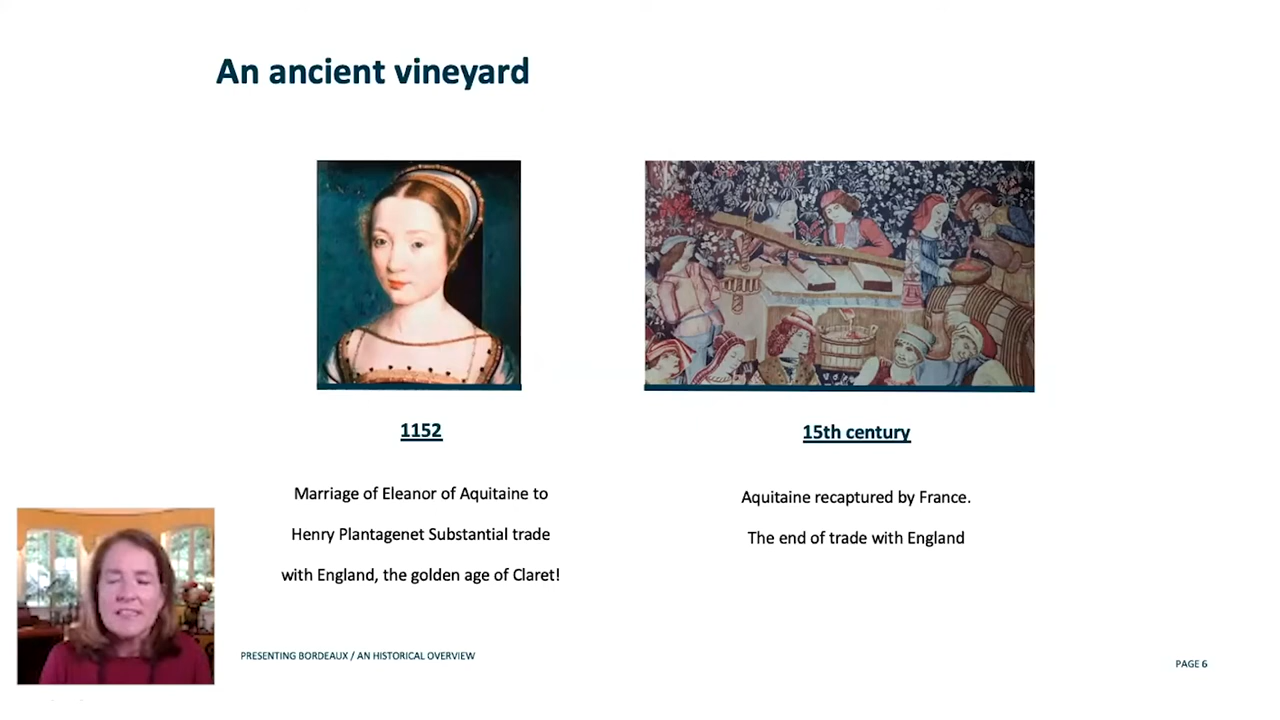 An ancient vineyard
1152
Marriage of Eleanor of Aquitaine to
Henry Plantagenet Substantial trade
with England, the golden age of Claret!
15th century
Aquitaine recaptured by France.
The end of trade with England
PRESENTING BORDEAUX / AN HISTORICAL OVERVIEW
PAGE 6